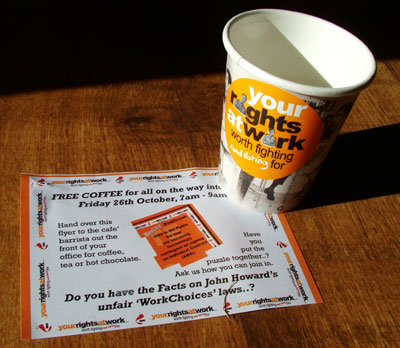 your
rights
at work
worth fighting
and voting for
yourrightsatwork yourrightsatwork
FREE COFFEE for all on the way into
Friday 26th October, 7am - 9am
Hand over this
flyer to the cafe'
barrista out the
front of your
office for coffee,
tea or hot chocolate.
Have
you
put the
puzzle together..?
Ask us how you can join in.
Do you have the Facts on John Howard's
unfair 'WorkChoices' laws..?
yourrightsatwork yourrightsatwork yourrightsatwork